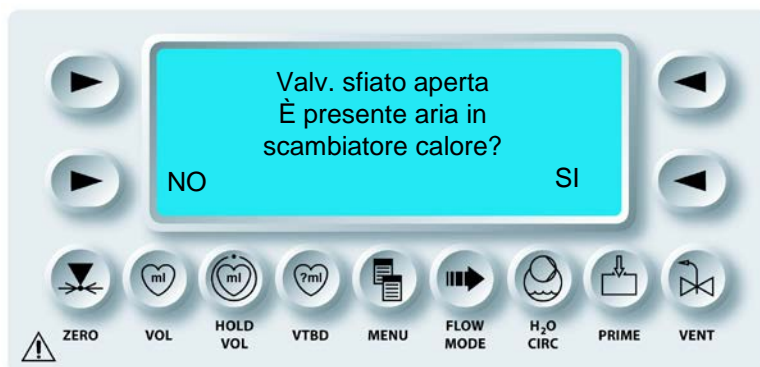 Valv. sfiato aperta
È presente aria in
scambiatore calore?
NO SI
ml ml ?ml
ZERO VOL HOLD VOL VTBD MENU FLOW MODE H₂O CIRC PRIME VENT